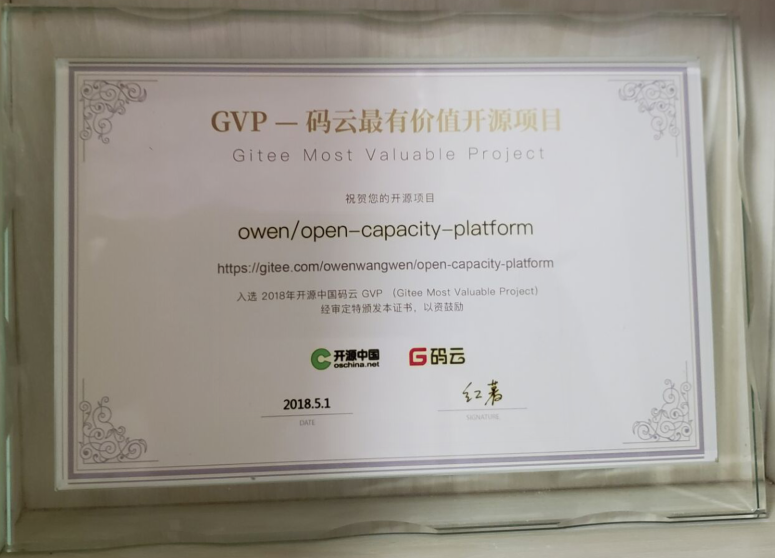 GVP — 码云最有价值开源项目
Gitee Most Valuable Project
祝贺您的开源项目
owen/open-capacity-platform
https://gitee.com/owenwangwen/open-capacity-platform
入选 2018年开源中国码云 GVP （Gitee Most Valuable Project）
经审定特颁发本证书、以资鼓励
开源中国
oschina.net
码云
2018.5.1
红薯
DATE
SIGNATURE